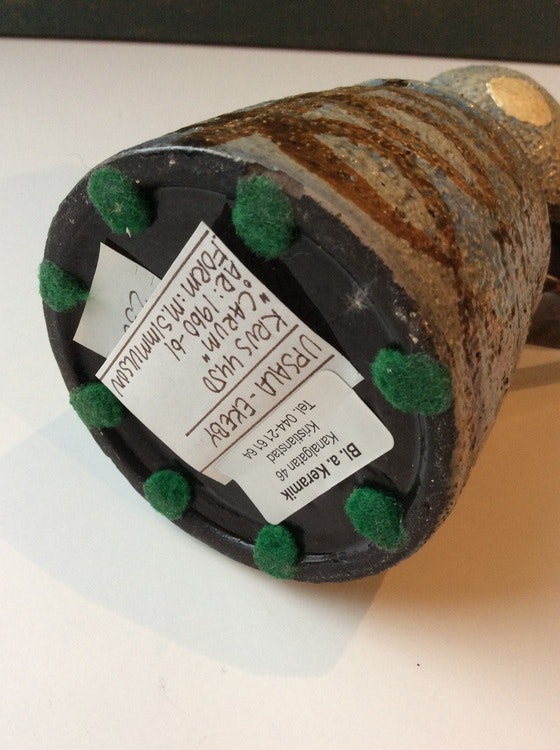 UPSALA - EKEBY
KRUS
"CARUM"
ÅR: 1960-61
FORM: M.SIMMULSON
Bl. a. Keramik
Kanalgatan 46
Kristianstad
Tel. 044-21 61 64